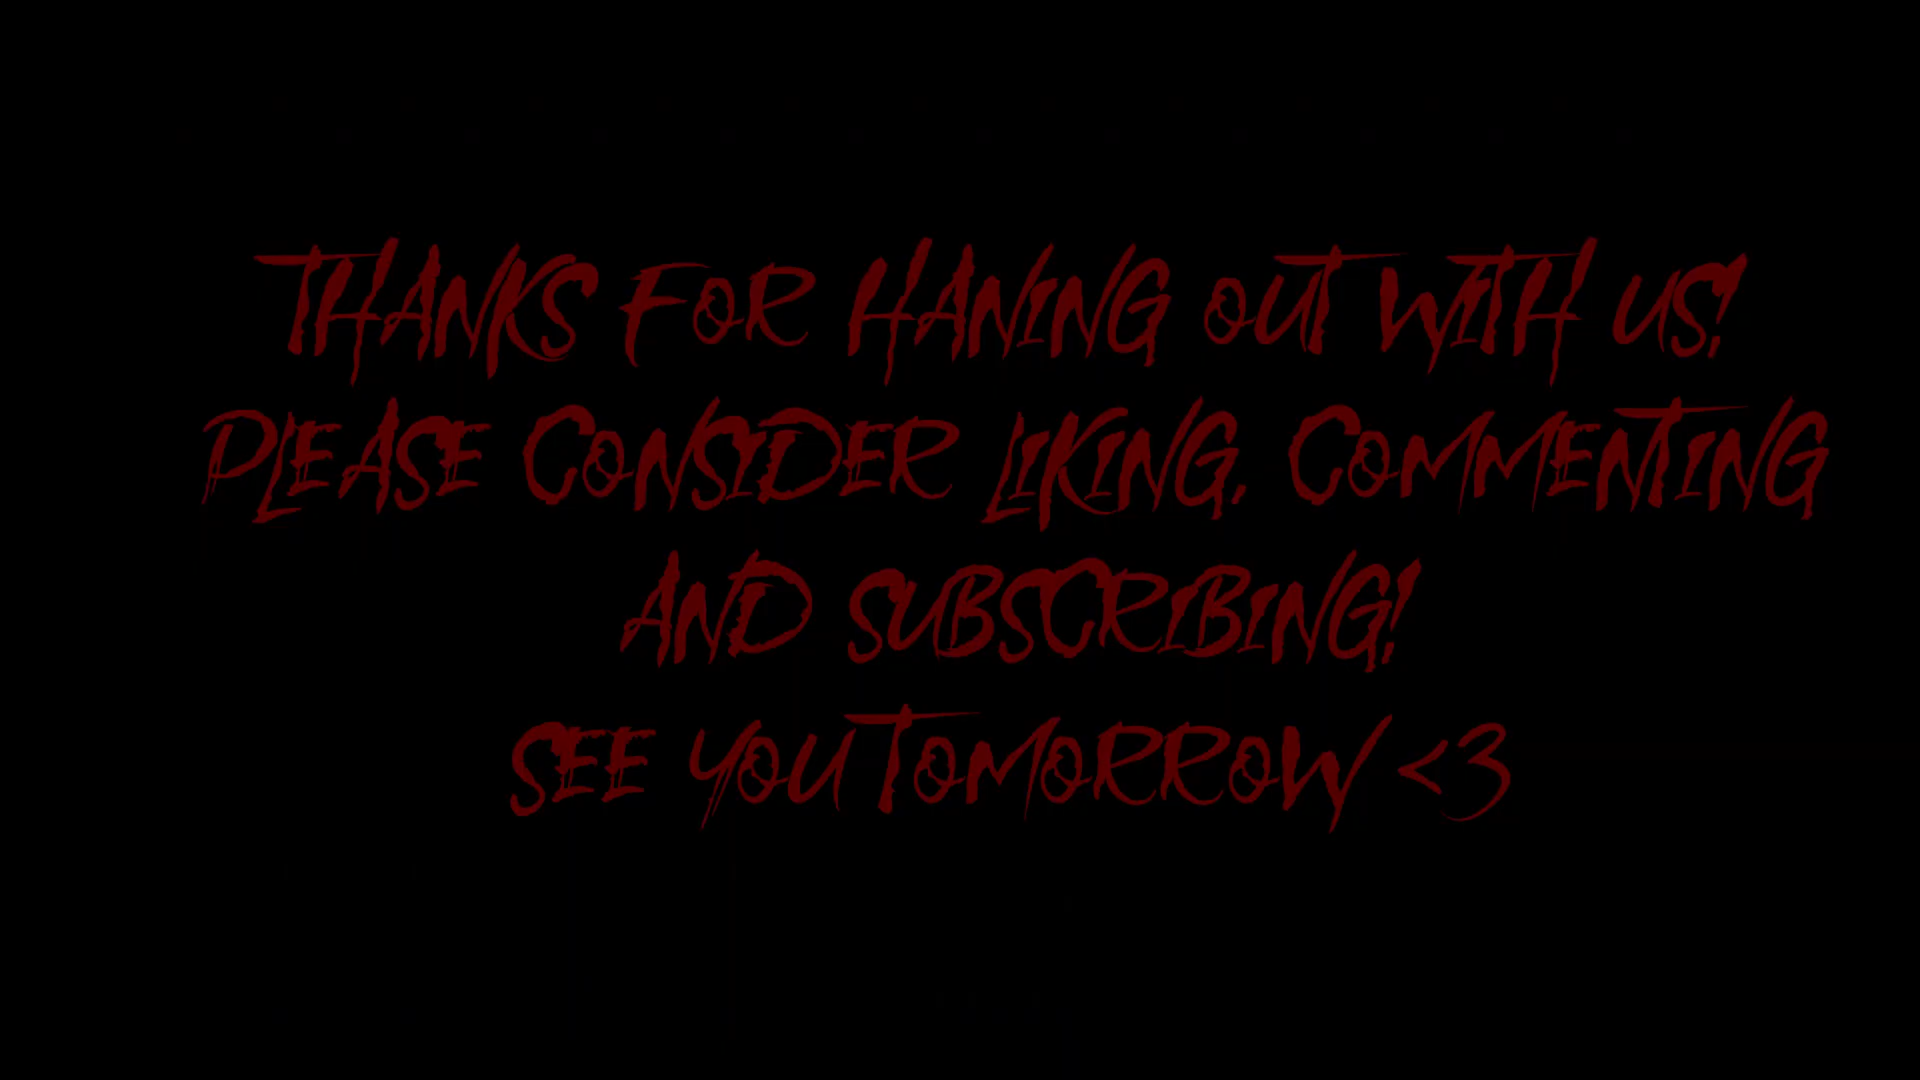 THANKS FOR HANING OUT WITH US!
PLEASE CONSIDER LIKING, COMMENTING
AND SUBSCRIBING!
SEE YOU TOMORROW <3